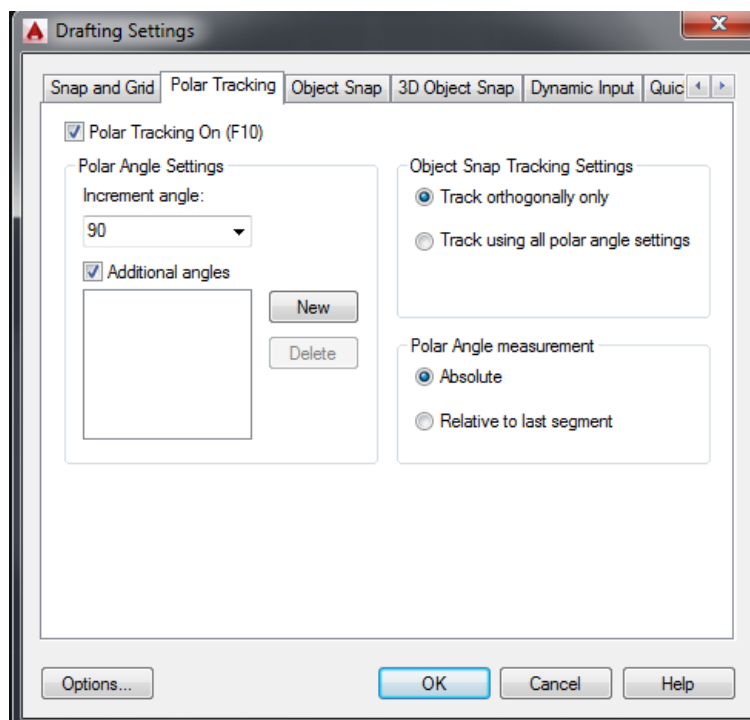 Drafting Settings
Snap and Grid Polar Tracking Object Snap 3D Object Snap Dynamic Input Quic
Polar Tracking On (F10)
Polar Angle Settings
Increment angle:
90
Additional angles
New
Delete
Object Snap Tracking Settings
Track orthogonally only
Track using all polar angle settings
Polar Angle measurement
Absolute
Relative to last segment
Options... OK Cancel Help